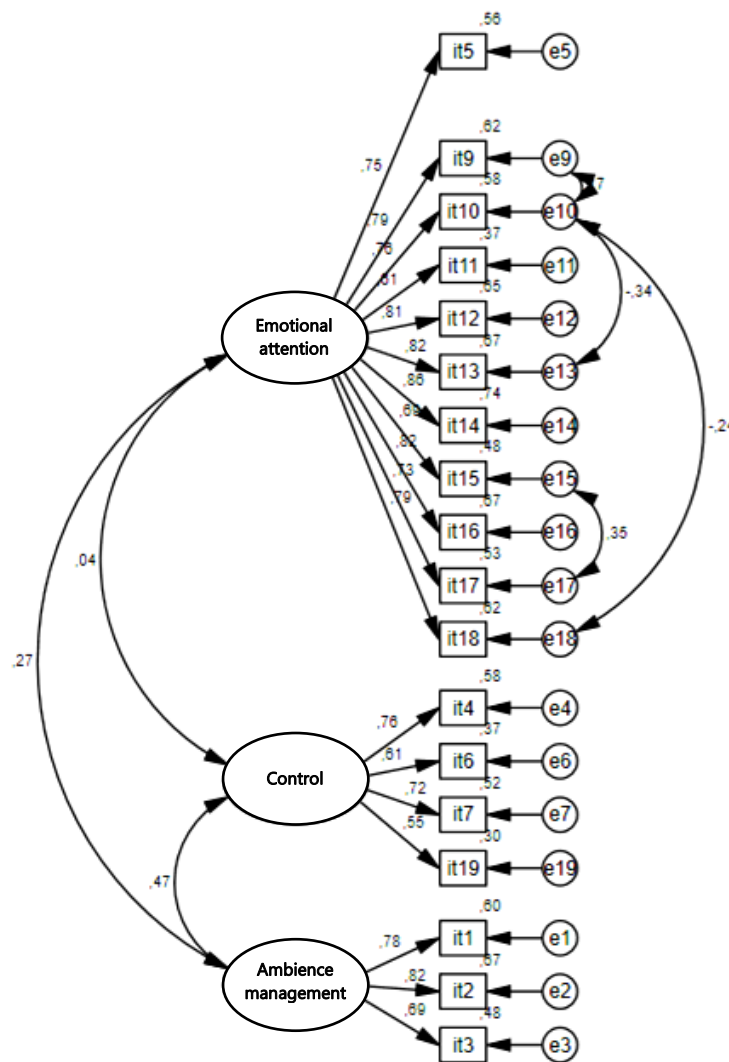 ,56
it5
e5
,75
,62
it9
e9
,79
,58
it10
e10
,76
,37
it11
e11
,61
,65
it12
e12
,81
,67
it13
e13
-,34
,82
,74
it14
e14
,86
,48
it15
e15
,69
,67
it16
e16
,82
,35
,53
it17
e17
,73
,62
it18
e18
,79
-,24
Emotional
attention
,04
,27
,58
it4
e4
,76
,37
it6
e6
,61
,52
it7
e7
,72
,30
it19
e19
,55
Control
,47
,60
it1
e1
,78
,67
it2
e2
,82
,48
it3
e3
,69
Ambience
management